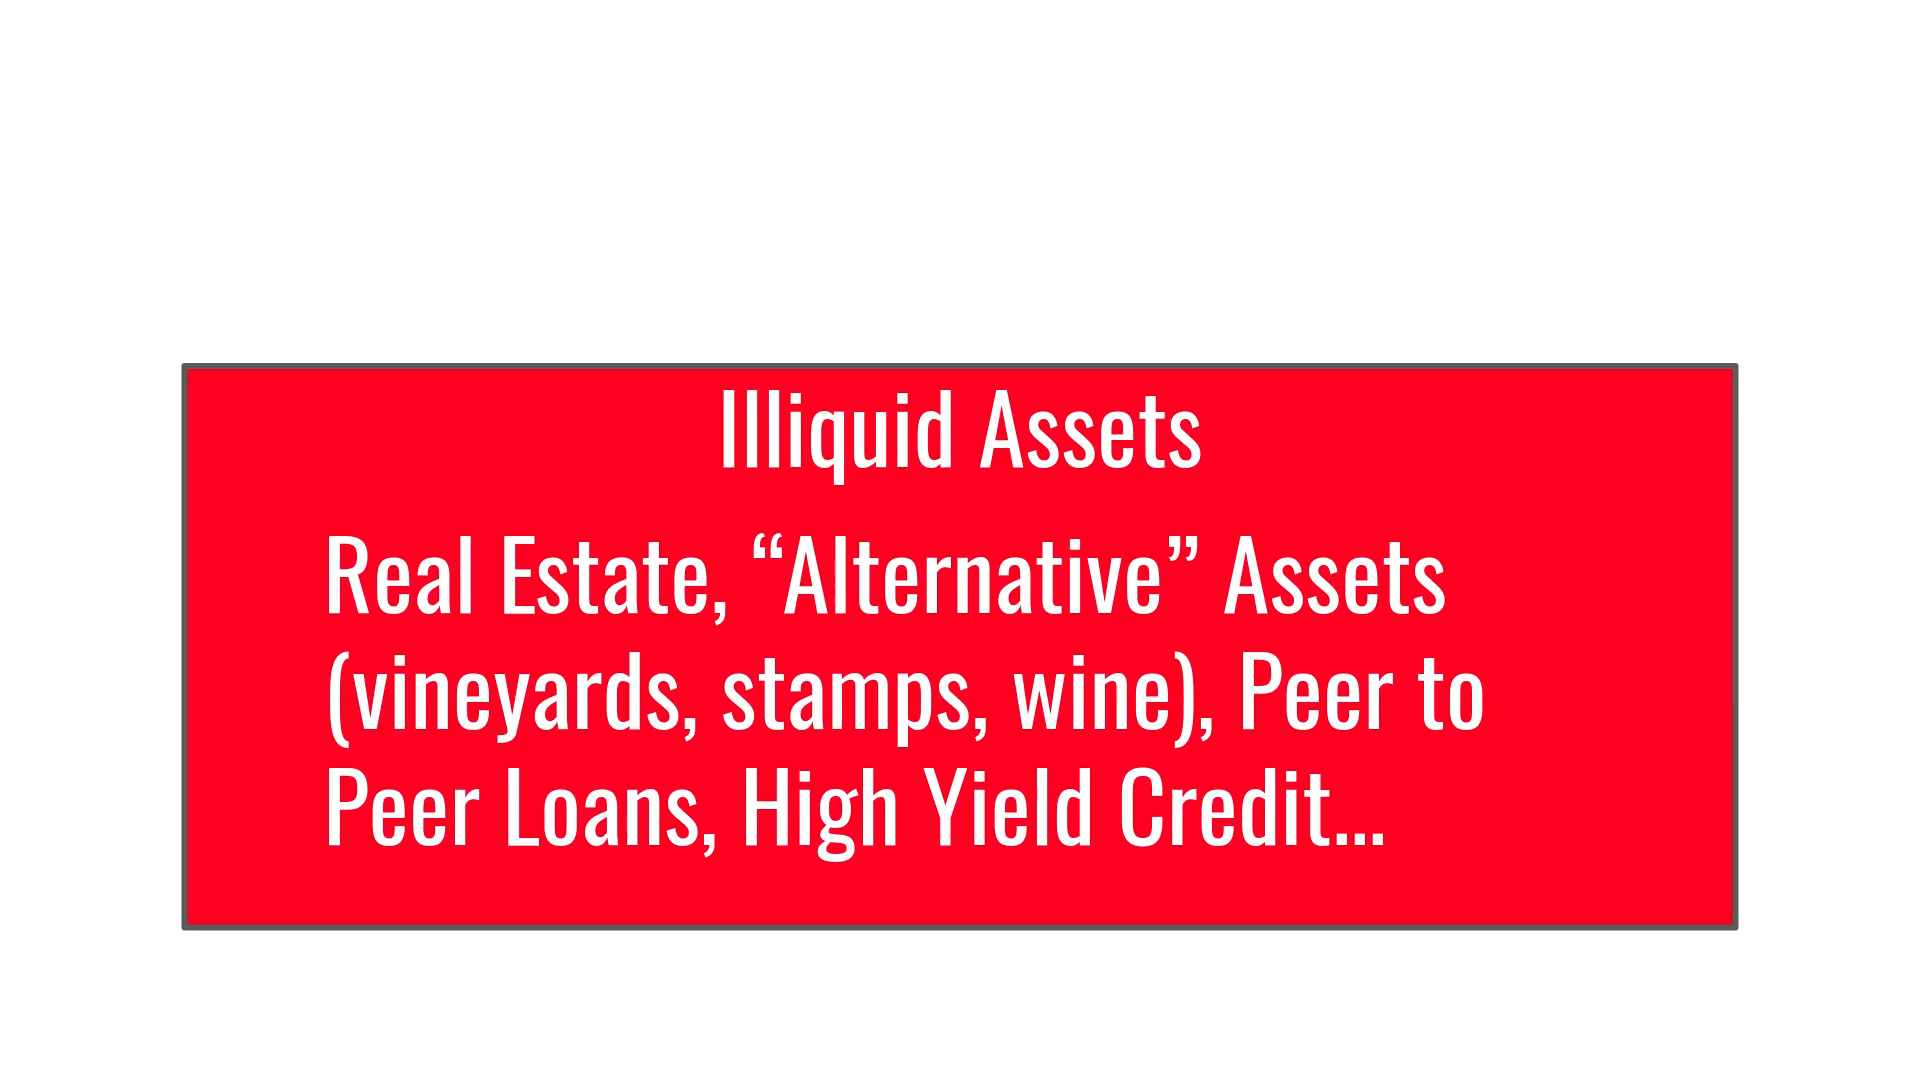 Illiquid Assets
Real Estate, “Alternative” Assets
(vineyards, stamps, wine), Peer to
Peer Loans, High Yield Credit...